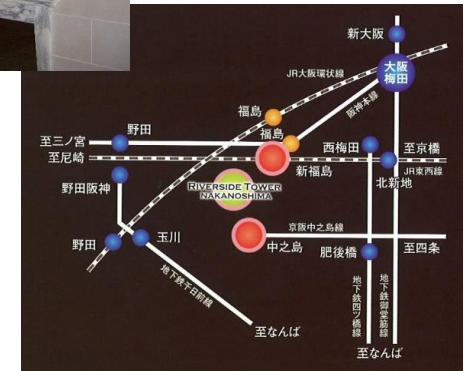 新大阪
JR大阪環状線
大阪
梅田
阪神本線
福島
福島
野田
至三ノ宮
至尼崎
西梅田
至京橋
JR東西線
新福島
北新地
野田阪神
RIVERSIDE TOWER
NAKANOSHIMA
京阪中之島線
野田
玉川
中之島
肥後橋
至四条
地下鉄千日前線
地下鉄四ツ橋線
地下鉄御堂筋線
至なんば
至なんば